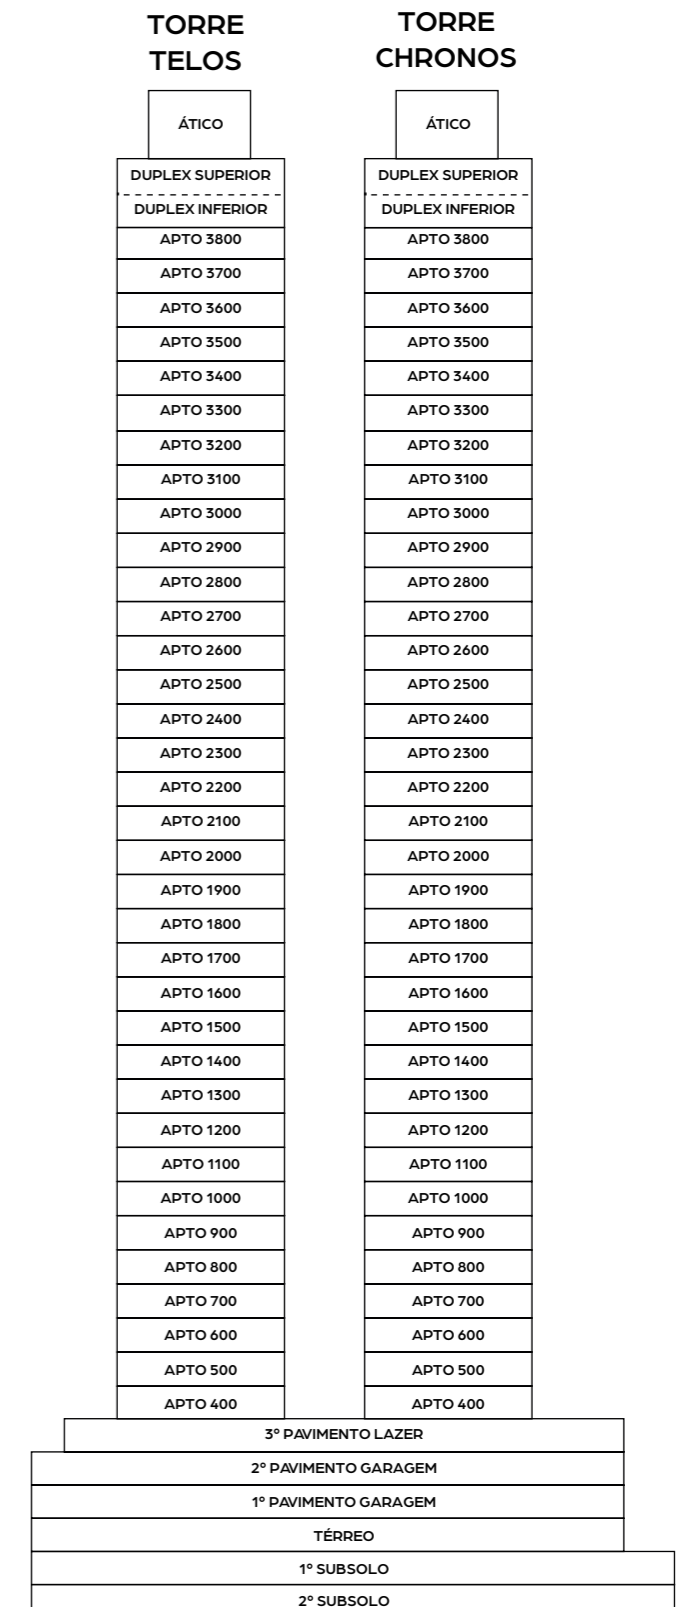 TORRE
TELOS
ÁTICO
DUPLEX SUPERIOR
DUPLEX INFERIOR
APTO 3800
APTO 3700
APTO 3600
APTO 3500
APTO 3400
APTO 3300
APTO 3200
APTO 3100
APTO 3000
APTO 2900
APTO 2800
APTO 2700
APTO 2600
APTO 2500
APTO 2400
APTO 2300
APTO 2200
APTO 2100
APTO 2000
APTO 1900
APTO 1800
APTO 1700
APTO 1600
APTO 1500
APTO 1400
APTO 1300
APTO 1200
APTO 1100
APTO 1000
APTO 900
APTO 800
APTO 700
APTO 600
APTO 500
APTO 400
TORRE
CHRONOS
ÁTICO
DUPLEX SUPERIOR
DUPLEX INFERIOR
APTO 3800
APTO 3700
APTO 3600
APTO 3500
APTO 3400
APTO 3300
APTO 3200
APTO 3100
APTO 3000
APTO 2900
APTO 2800
APTO 2700
APTO 2600
APTO 2500
APTO 2400
APTO 2300
APTO 2200
APTO 2100
APTO 2000
APTO 1900
APTO 1800
APTO 1700
APTO 1600
APTO 1500
APTO 1400
APTO 1300
APTO 1200
APTO 1100
APTO 1000
APTO 900
APTO 800
APTO 700
APTO 600
APTO 500
APTO 400
3º PAVIMENTO LAZER
2º PAVIMENTO GARAGEM
1º PAVIMENTO GARAGEM
TÉRREO
1º SUBSOLO
2º SUBSOLO